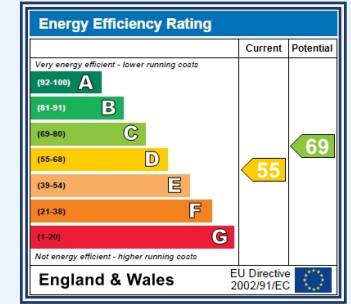 Energy Efficiency Rating
Current Potential
Very energy efficient - lower running costs
(92-100) A
(81-91) B
(69-80) C
69
(55-68) D
55
(39-54) E
(21-38) F
(1-20) G
Not energy efficient - higher running costs
England & Wales
EU Directive
2002/91/EC